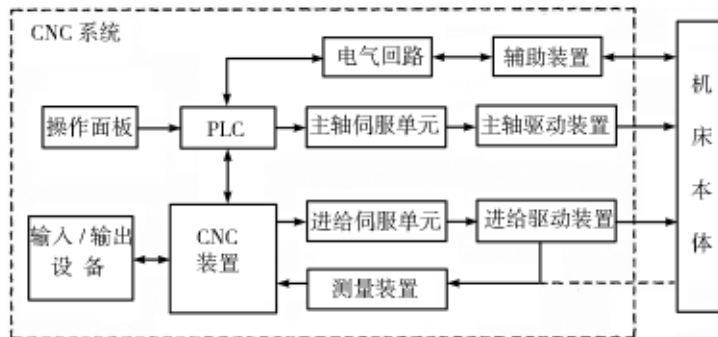 CNC 系统
电气回路
辅助装置
操作面板
PLC
主轴伺服单元
主轴驱动装置
输入/输出
设 备
CNC
装置
进给伺服单元
进给驱动装置
测量装置
机
床
本
体